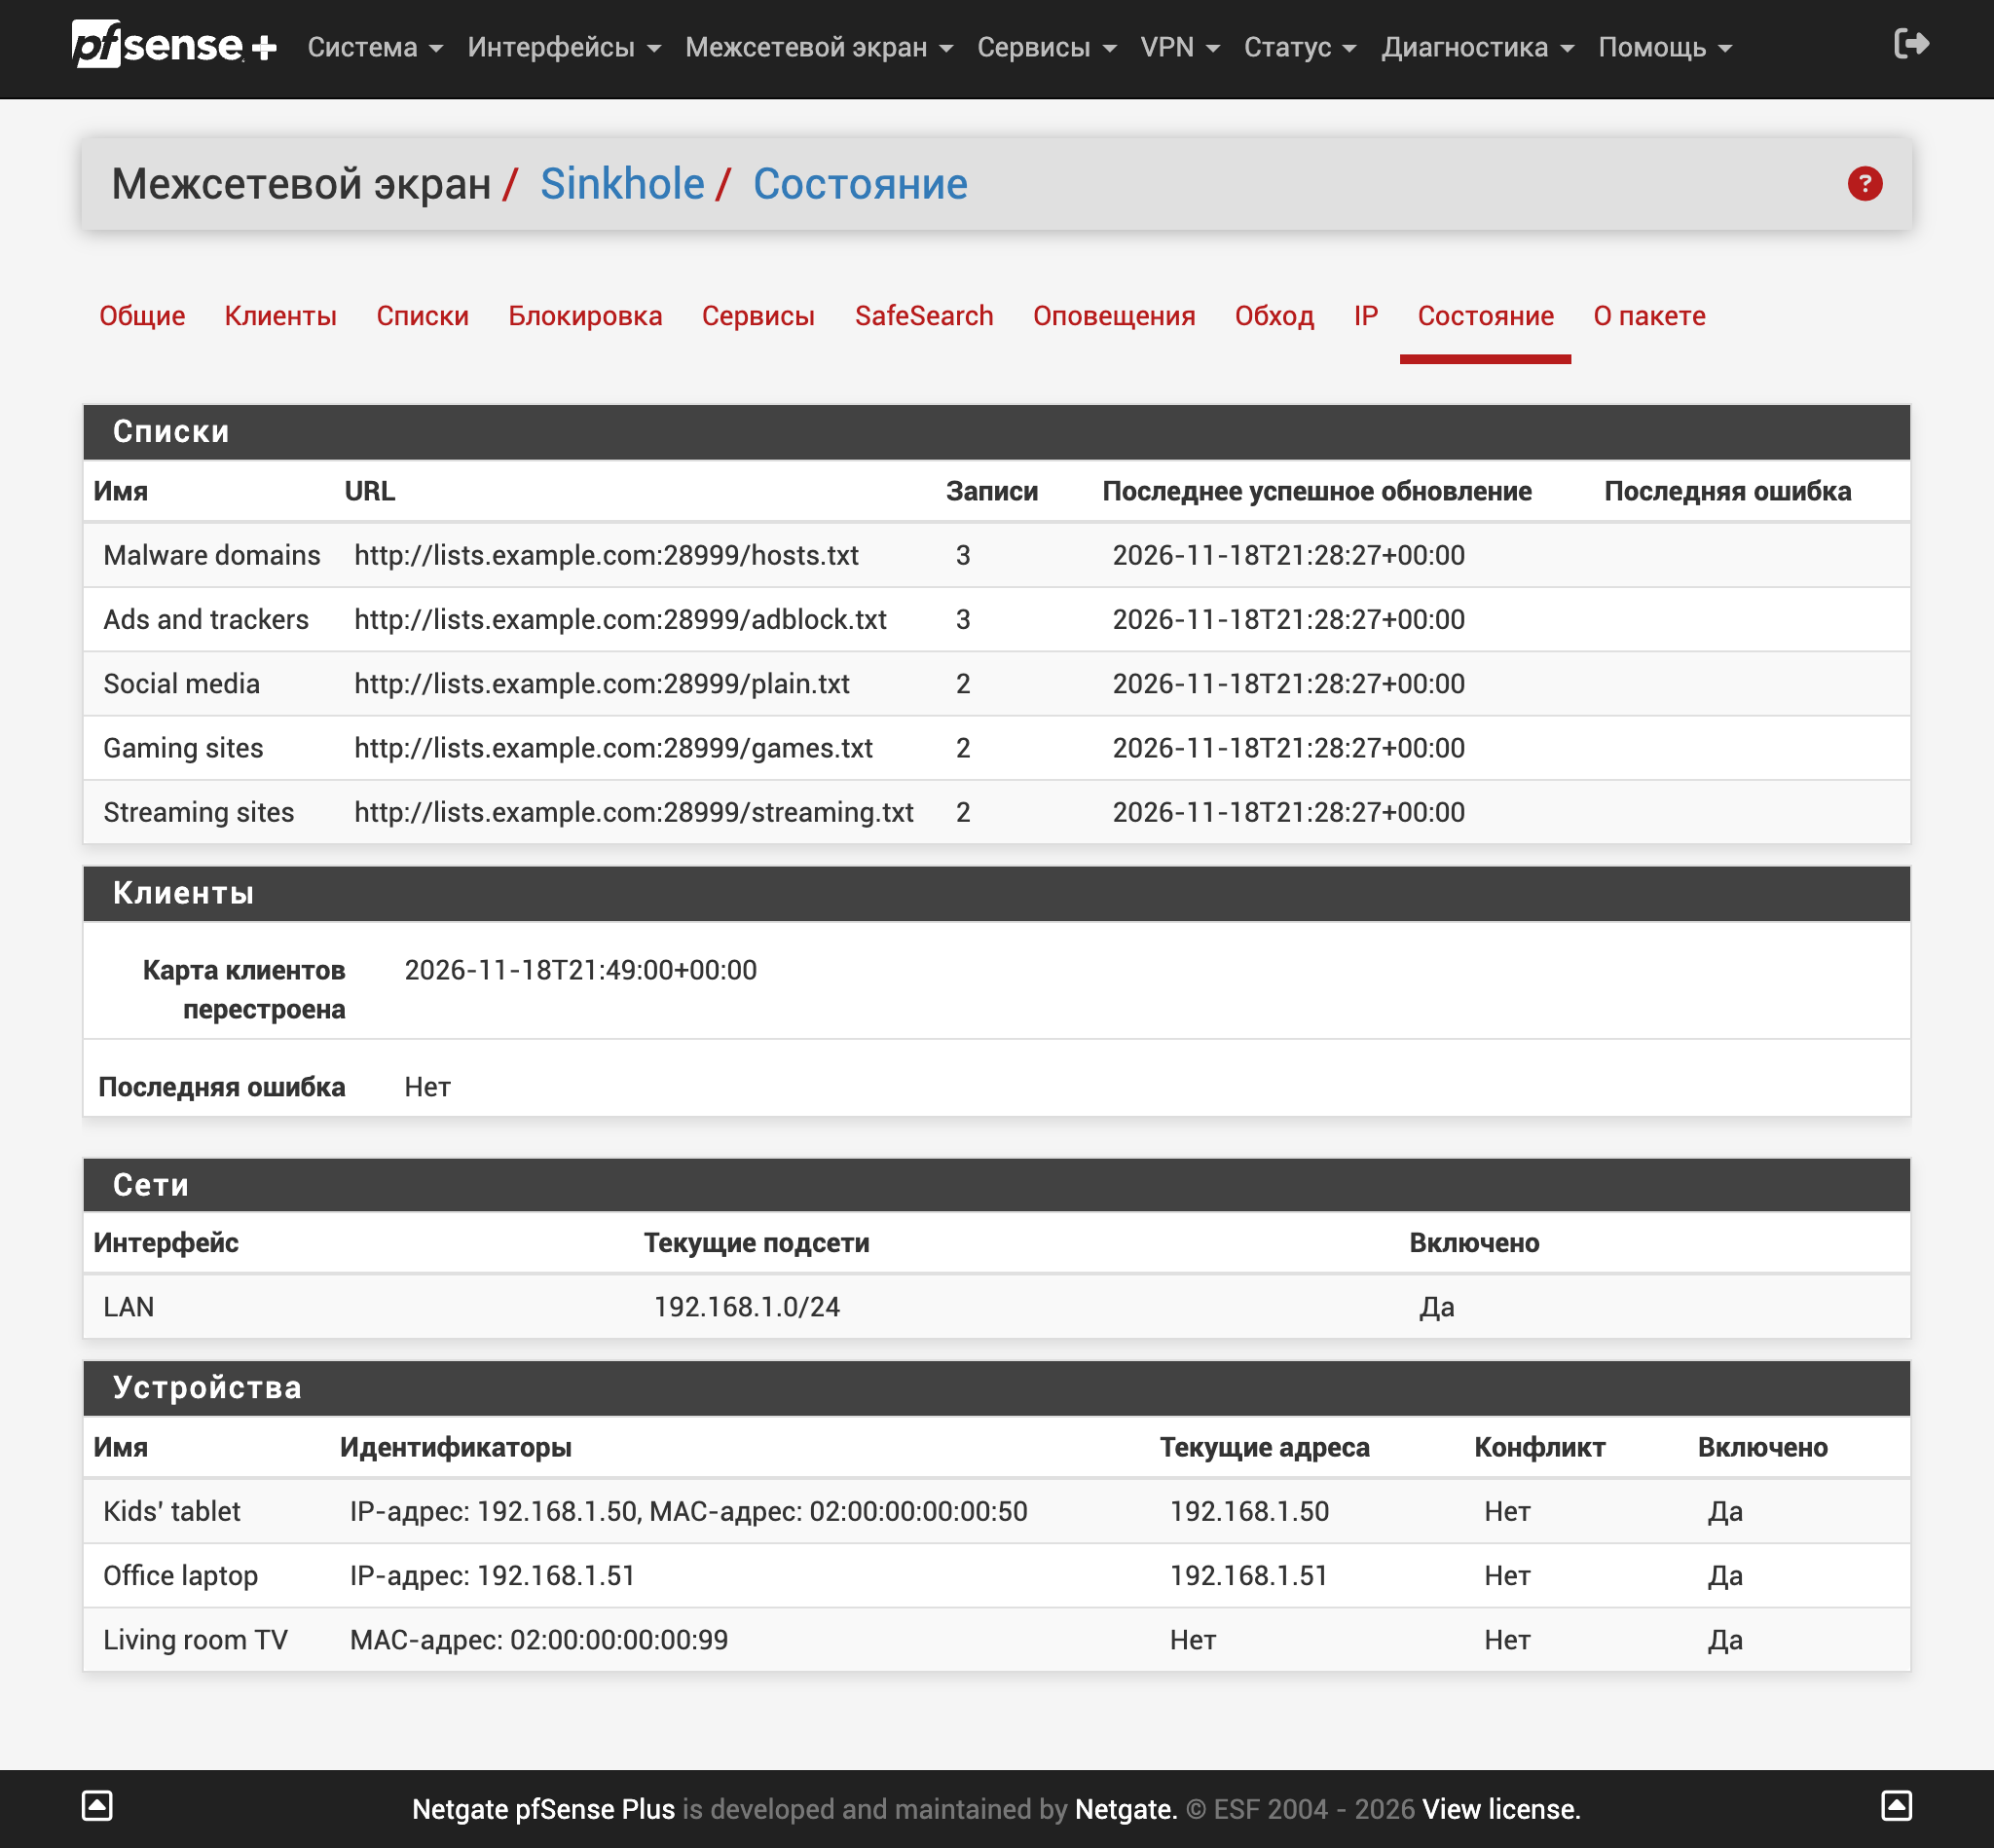 pfsense +
Система Интерфейсы Межсетевой экран Сервисы VPN Статус Диагностика Помощь
Межсетевой экран / Sinkhole / Состояние
?
Общие Клиенты Списки Блокировка Сервисы SafeSearch Оповещения Обход IP Состояние О пакете
Списки
Имя URL Записи Последнее успешное обновление Последняя ошибка
Malware domains http://lists.example.com:28999/hosts.txt 3 2026-11-18T21:28:27+00:00
Ads and trackers http://lists.example.com:28999/adblock.txt 3 2026-11-18T21:28:27+00:00
Social media http://lists.example.com:28999/plain.txt 2 2026-11-18T21:28:27+00:00
Gaming sites http://lists.example.com:28999/games.txt 2 2026-11-18T21:28:27+00:00
Streaming sites http://lists.example.com:28999/streaming.txt 2 2026-11-18T21:28:27+00:00
Клиенты
Карта клиентов 2026-11-18T21:49:00+00:00
перестроена
Последняя ошибка Нет
Сети
Интерфейс Текущие подсети Включено
LAN 192.168.1.0/24 Да
Устройства
Имя Идентификаторы Текущие адреса Конфликт Включено
Kids' tablet IP-адрес: 192.168.1.50, MAC-адрес: 02:00:00:00:00:50 192.168.1.50 Нет Да
Office laptop IP-адрес: 192.168.1.51 192.168.1.51 Нет Да
Living room TV MAC-адрес: 02:00:00:00:00:99 Нет Нет Да
Netgate pfSense Plus is developed and maintained by Netgate. © ESF 2004 - 2026 View license.